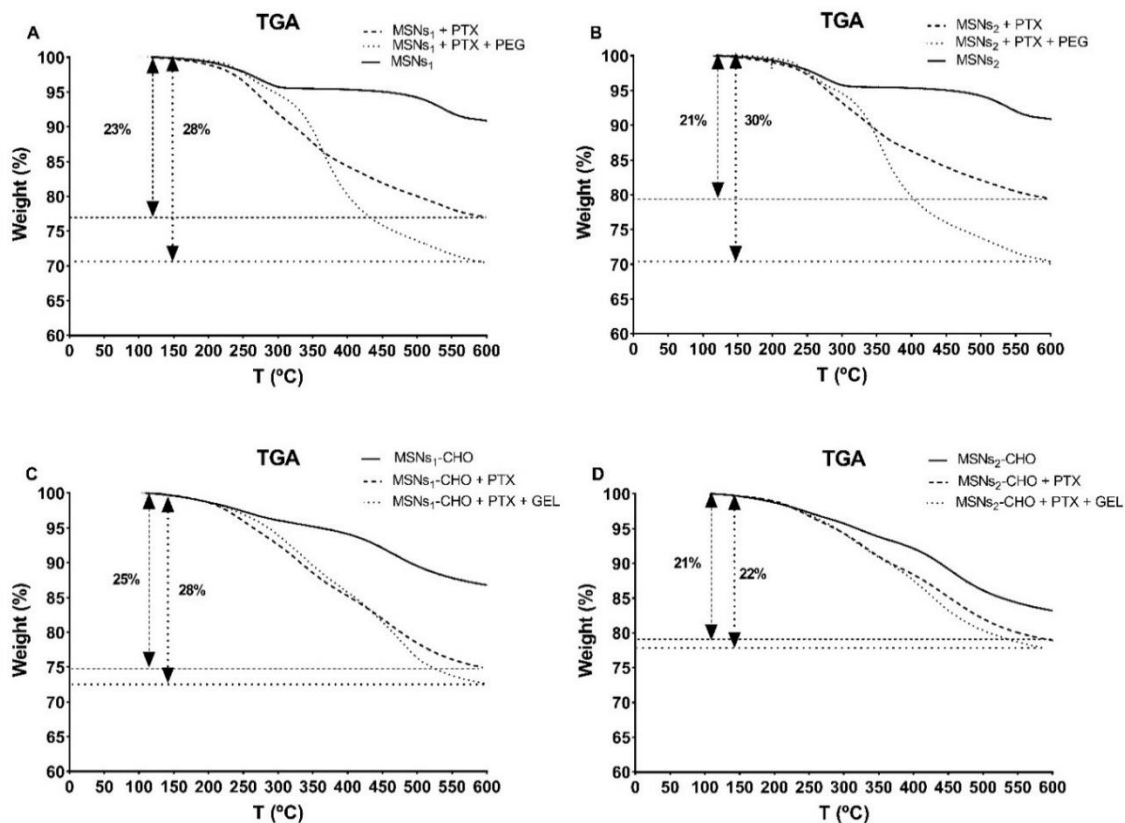 A
TGA
MSNs₁ + PTX
MSNs₁ + PTX + PEG
MSNs₁
100
95
90
85
80
75
70
65
60
Weight (%)
23%
28%
0 50 100 150 200 250 300 350 400 450 500 550 600
T (ºC)
B
TGA
MSNs₂ + PTX
MSNs₂ + PTX + PEG
MSNs₂
100
95
90
85
80
75
70
65
60
Weight (%)
21%
30%
0 50 100 150 200 250 300 350 400 450 500 550 600
T (ºC)
C
TGA
MSNs₁-CHO
MSNs₁-CHO + PTX
MSNs₁-CHO + PTX + GEL
100
95
90
85
80
75
70
65
60
Weight (%)
25%
28%
0 50 100 150 200 250 300 350 400 450 500 550 600
T (ºC)
D
TGA
MSNs₂-CHO
MSNs₂-CHO + PTX
MSNs₂-CHO + PTX + GEL
100
95
90
85
80
75
70
65
60
Weight (%)
21%
22%
0 50 100 150 200 250 300 350 400 450 500 550 600
T (ºC)